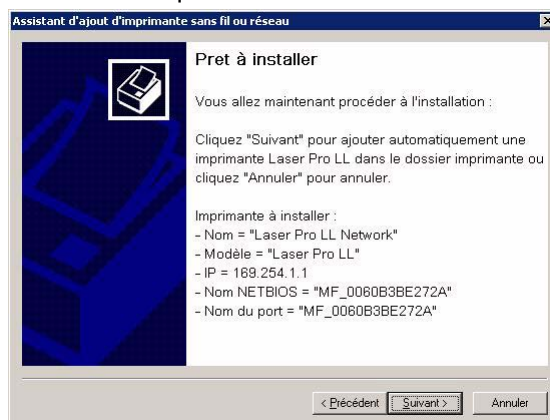 Assistant d'ajout d'imprimante sans fil ou réseau
Pret à installer
Vous allez maintenant procéder à l'installation :
Cliquez "Suivant" pour ajouter automatiquement une
imprimante Laser Pro LL dans le dossier imprimante ou
cliquez "Annuler" pour annuler.
Imprimante à installer :
- Nom = "Laser Pro LL Network"
- Modèle = "Laser Pro LL"
- IP = 169.254.1.1
- Nom NETBIOS = "MF_0060B3BE272A"
- Nom du port = "MF_0060B3BE272A"
< Précédent Suivant > Annuler